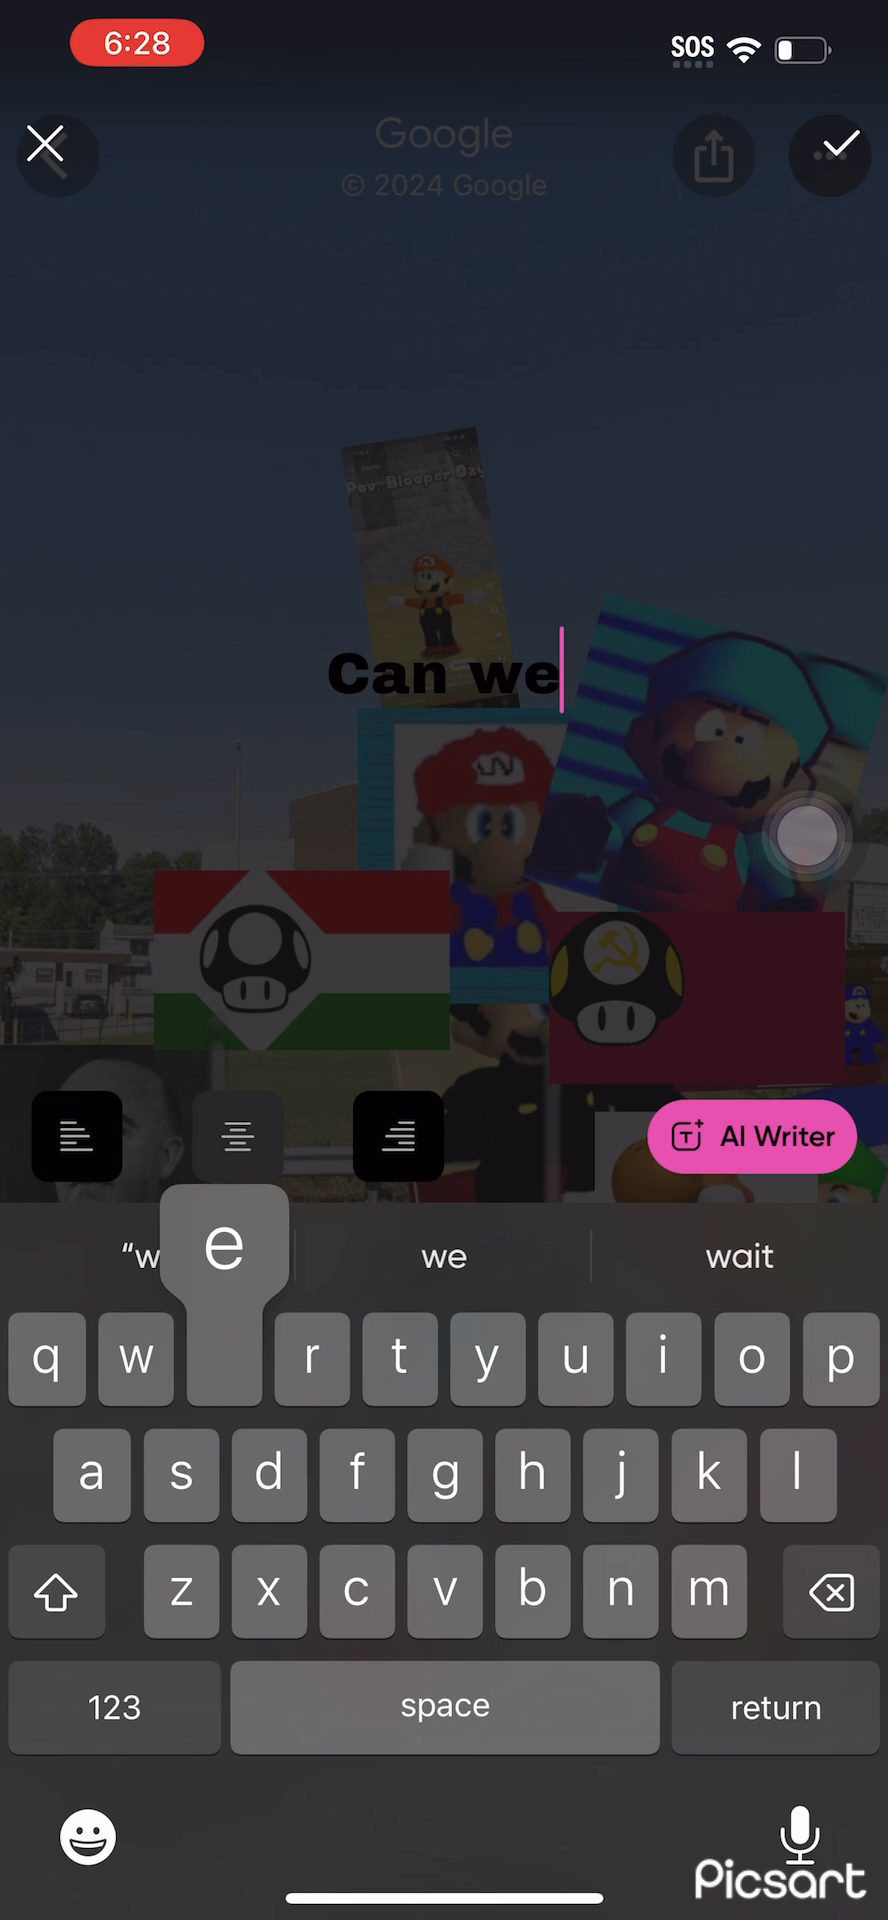 6:28
SOS
Google
© 2024 Google
Pov: Blooper Day
Can we
AI Writer
“w
e
we
wait
q w r t y u i o p
a s d f g h j k l
z x c v b n m
123
space
return
Picsart